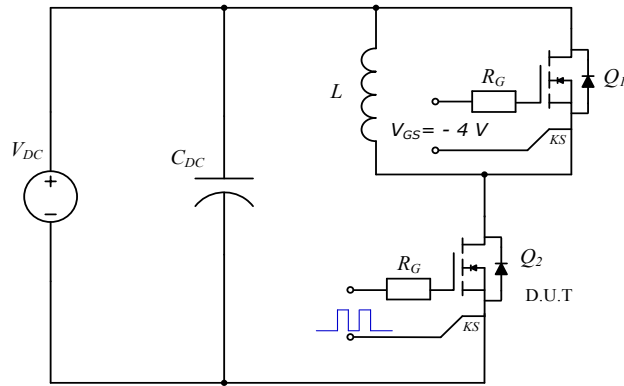 R_G
Q_1
L
V_GS = - 4 V
KS
V_DC
C_DC
+
−
R_G
Q_2
D.U.T
KS